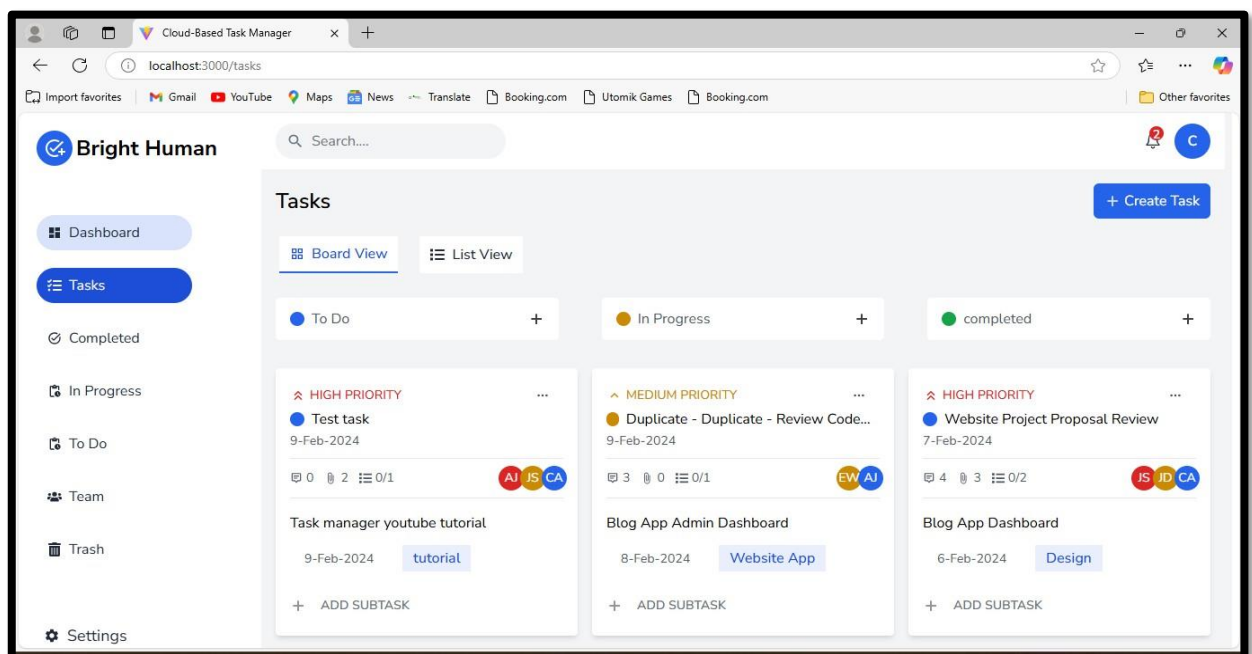 Cloud-Based Task Manager
localhost:3000/tasks
Import favorites Gmail YouTube Maps News Translate Booking.com Utomik Games Booking.com Other favorites
Bright Human
Search....
2
C
Dashboard
Tasks
Completed
In Progress
To Do
Team
Trash
Settings
Tasks
+ Create Task
Board View List View
To Do +
In Progress +
completed +
HIGH PRIORITY ...
Test task
9-Feb-2024
0 2 0/1 AJ JS CA
Task manager youtube tutorial
9-Feb-2024 tutorial
+ ADD SUBTASK
MEDIUM PRIORITY ...
Duplicate - Duplicate - Review Code...
9-Feb-2024
3 0 0/1 EW AJ
Blog App Admin Dashboard
8-Feb-2024 Website App
+ ADD SUBTASK
HIGH PRIORITY ...
Website Project Proposal Review
7-Feb-2024
4 3 0/2 JS JD CA
Blog App Dashboard
6-Feb-2024 Design
+ ADD SUBTASK